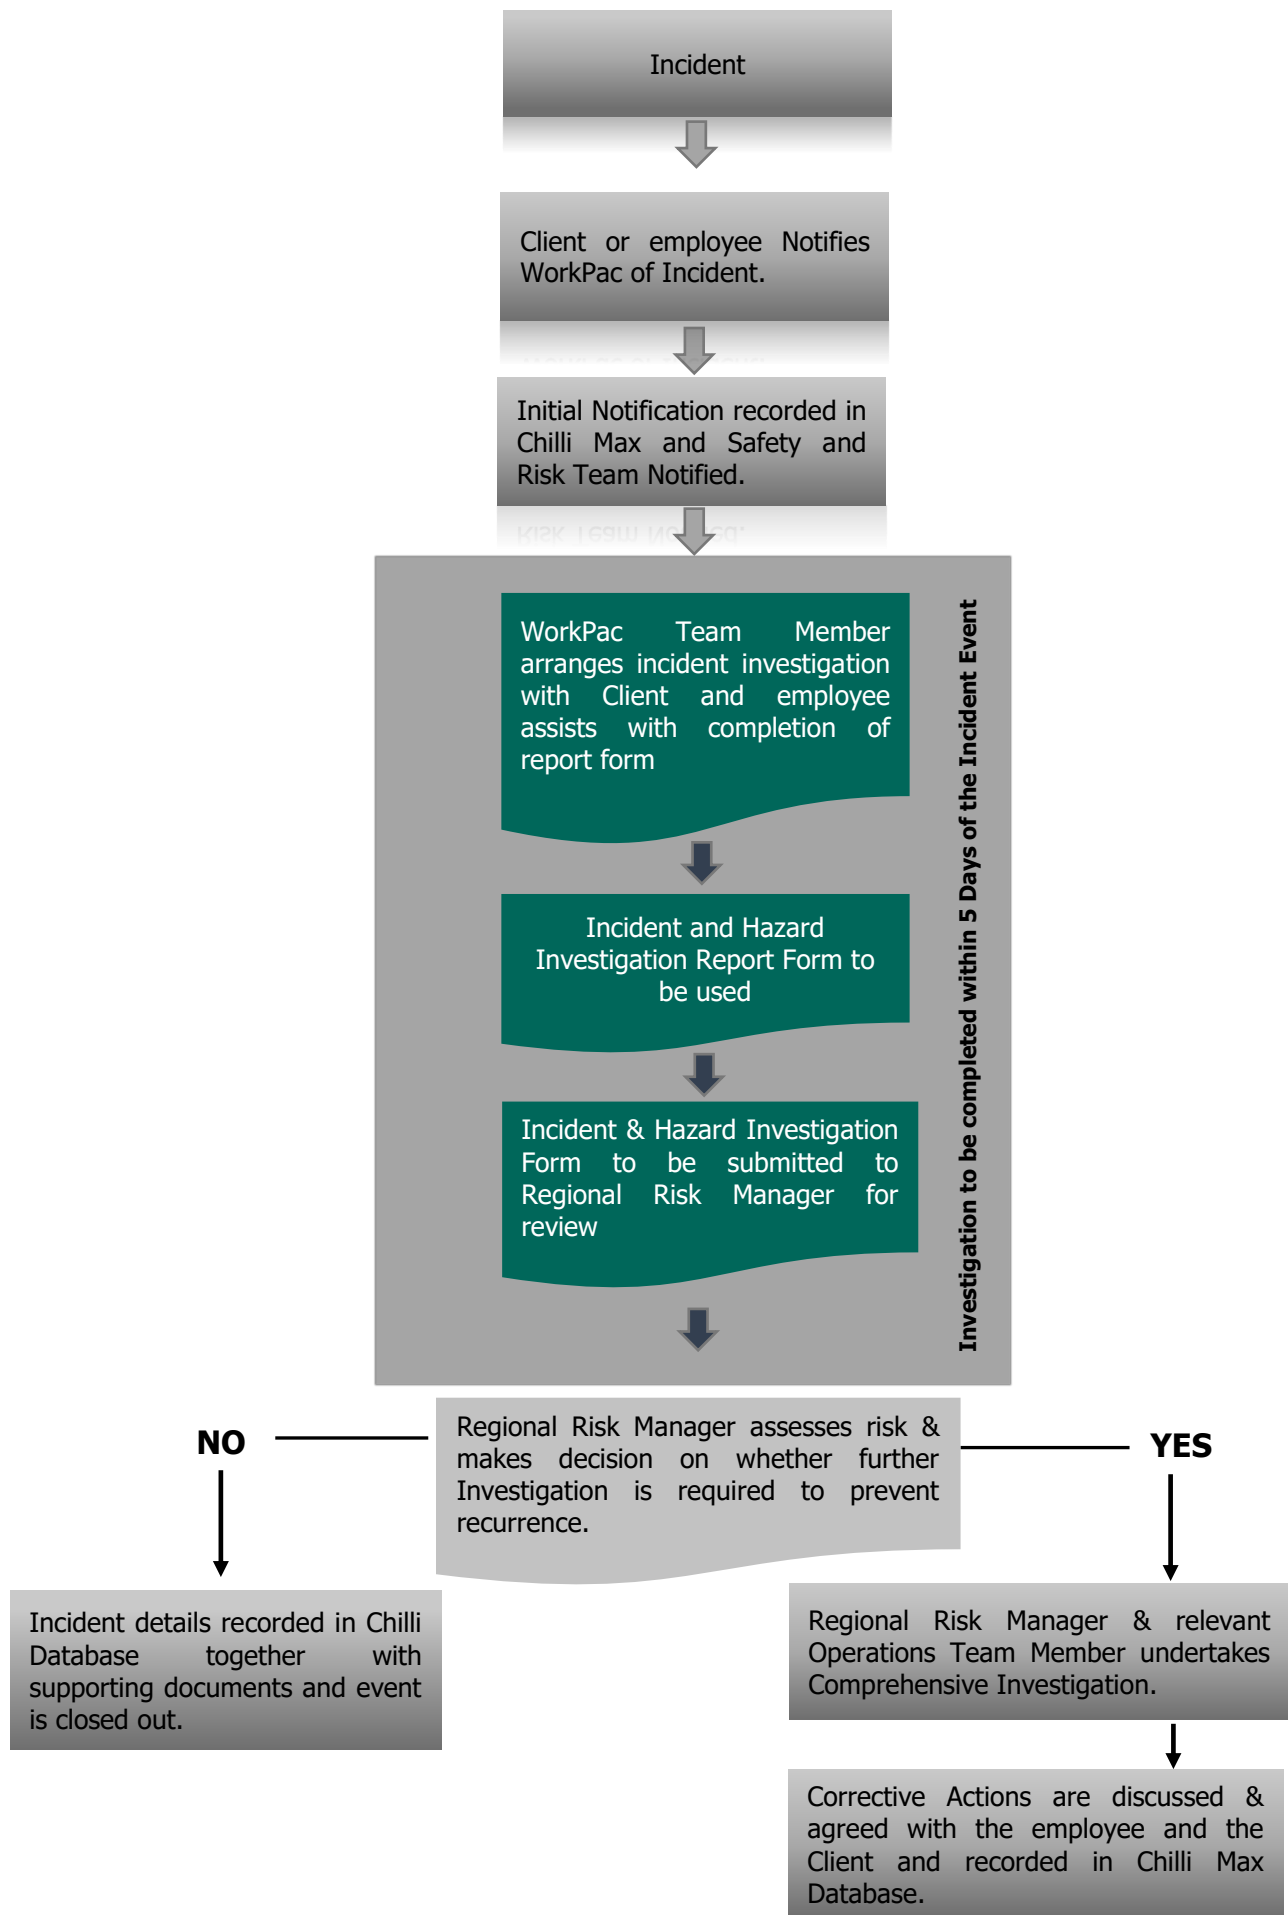 Incident
Client or employee Notifies
WorkPac of Incident.
Initial Notification recorded in
Chilli Max and Safety and
Risk Team Notified.
WorkPac Team Member
arranges incident investigation
with Client and employee
assists with completion of
report form
Incident and Hazard
Investigation Report Form to
be used
Incident & Hazard Investigation
Form to be submitted to
Regional Risk Manager for
review
Investigation to be completed within 5 Days of the Incident Event
Regional Risk Manager assesses risk &
makes decision on whether further
Investigation is required to prevent
recurrence.
NO
YES
Incident details recorded in Chilli
Database together with
supporting documents and event
is closed out.
Regional Risk Manager & relevant
Operations Team Member undertakes
Comprehensive Investigation.
Corrective Actions are discussed &
agreed with the employee and the
Client and recorded in Chilli Max
Database.